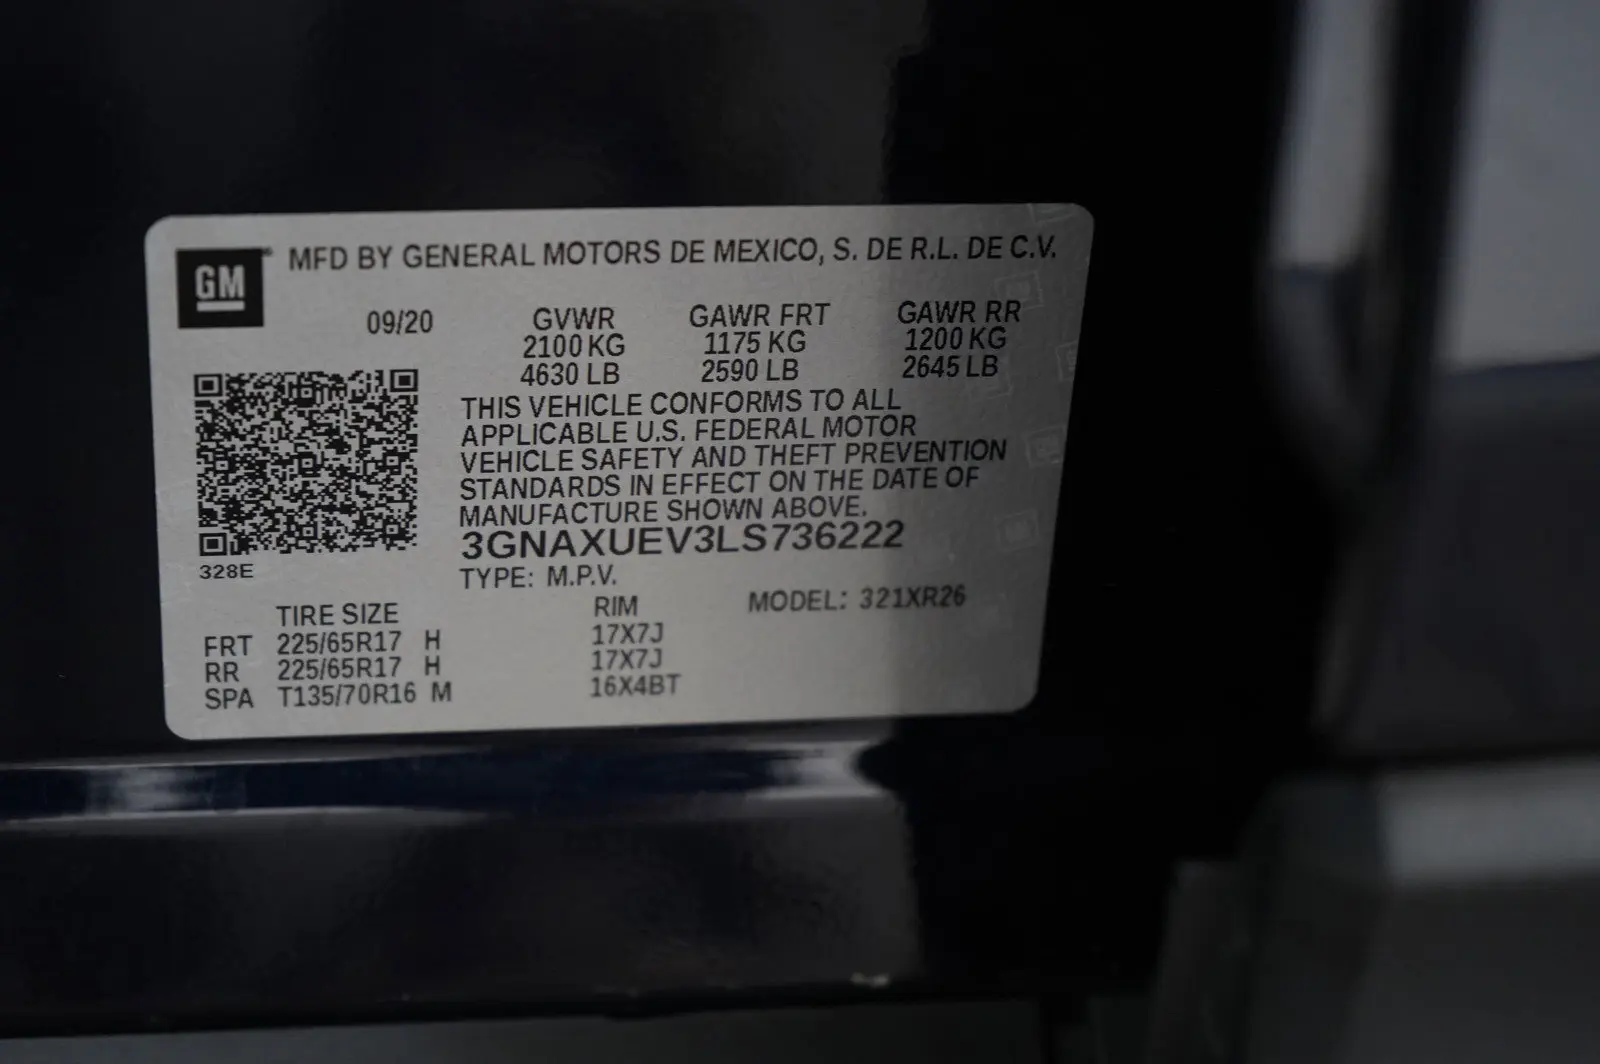 GM ® MFD BY GENERAL MOTORS DE MEXICO, S. DE R.L. DE C.V.
09/20 GVWR GAWR FRT GAWR RR
2100 KG 1175 KG 1200 KG
4630 LB 2590 LB 2645 LB
THIS VEHICLE CONFORMS TO ALL
APPLICABLE U.S. FEDERAL MOTOR
VEHICLE SAFETY AND THEFT PREVENTION
STANDARDS IN EFFECT ON THE DATE OF
MANUFACTURE SHOWN ABOVE.
3GNAXUEV3LS736222
328E
TYPE: M.P.V.
TIRE SIZE RIM MODEL: 321XR26
FRT 225/65R17 H 17X7J
RR 225/65R17 H 17X7J
SPA T135/70R16 M 16X4BT